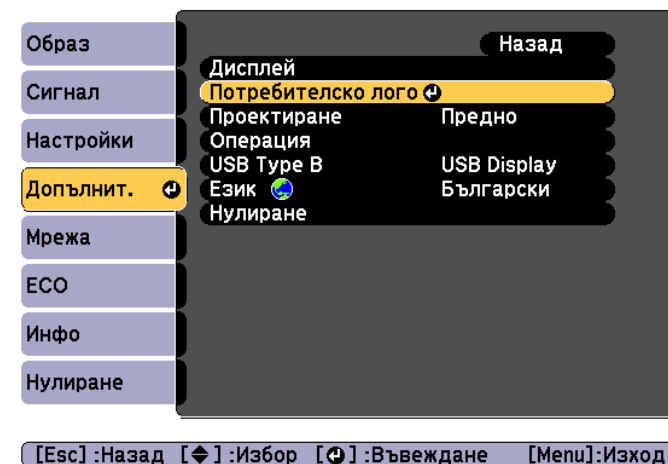 Образ
Сигнал
Настройки
Допълнит.
Мрежа
ECO
Инфо
Нулиране
Назад
Дисплей
Потребителско лого
Проектиране Предно
Операция
USB Type B USB Display
Език Български
Нулиране
[Esc] :Назад [◆] :Избор [⏎] :Въвеждане [Menu]:Изход